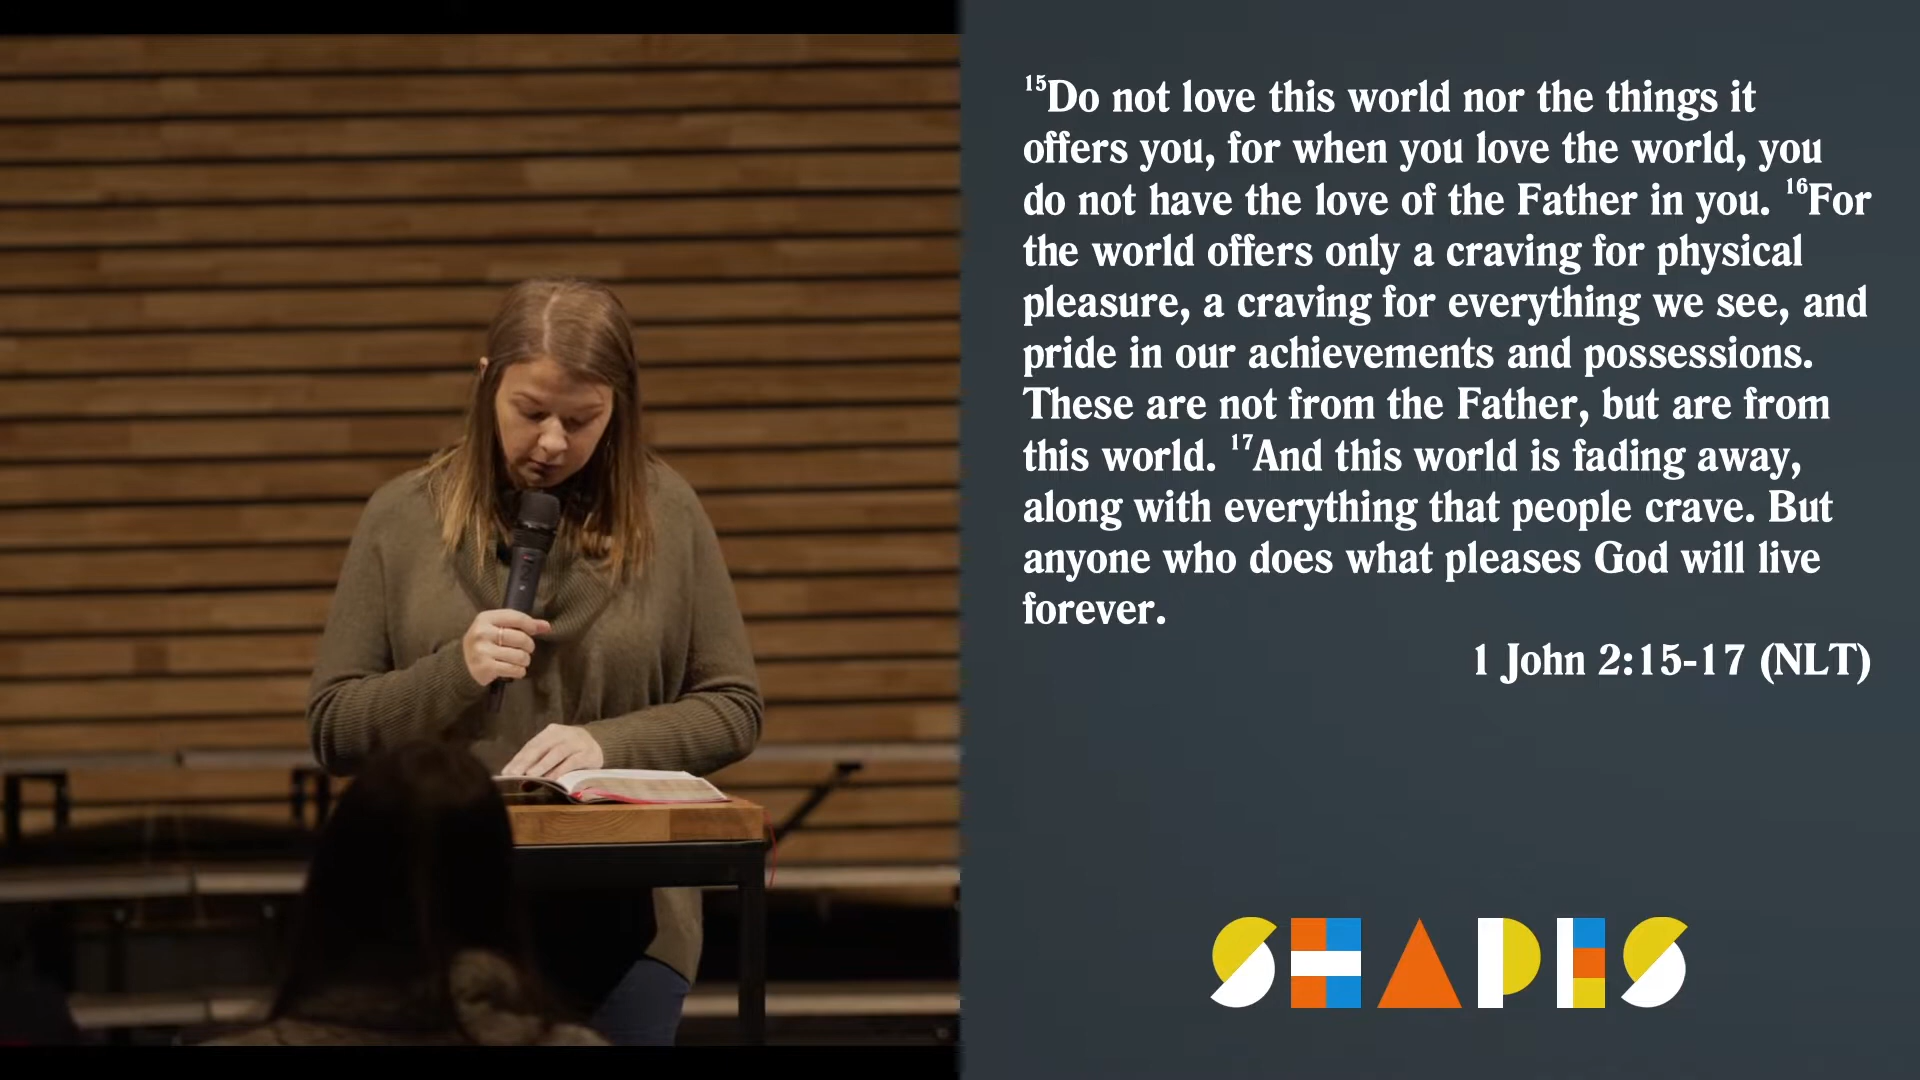 ¹⁵Do not love this world nor the things it
offers you, for when you love the world, you
do not have the love of the Father in you. ¹⁶For
the world offers only a craving for physical
pleasure, a craving for everything we see, and
pride in our achievements and possessions.
These are not from the Father, but are from
this world. ¹⁷And this world is fading away,
along with everything that people crave. But
anyone who does what pleases God will live
forever.
1 John 2:15-17 (NLT)
SHAPES